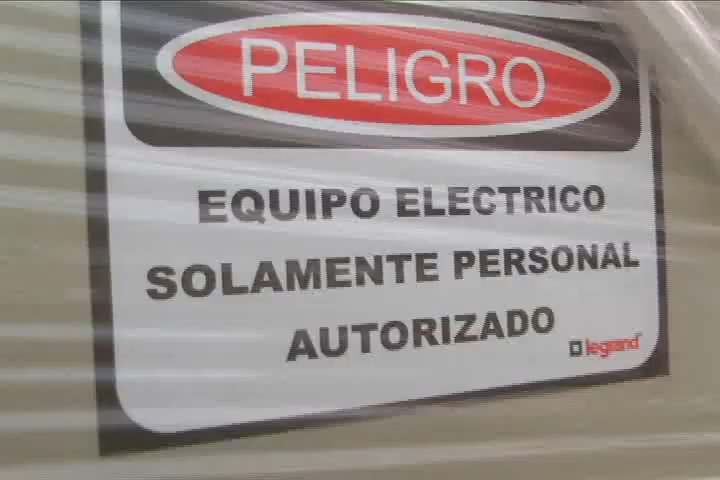 PELIGRO
EQUIPO ELECTRICO
SOLAMENTE PERSONAL
AUTORIZADO
legrand